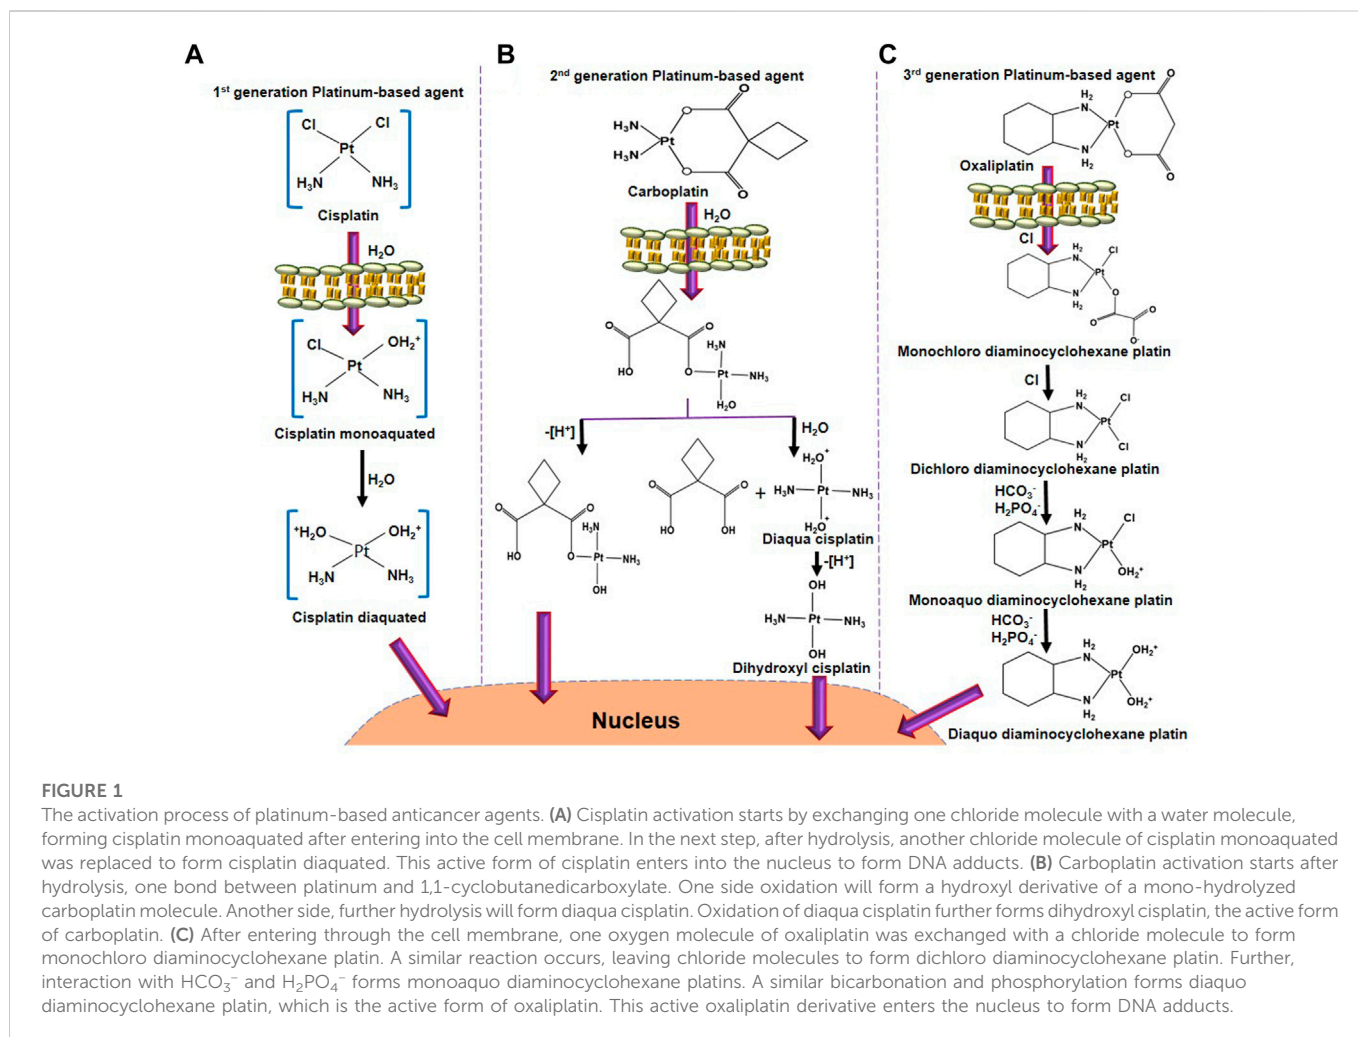 A
1st generation Platinum-based agent
Cl
Cl
Pt
H3N
NH3
Cisplatin
H2O
Cl
OH2+
Pt
H3N
NH3
Cisplatin monoaquated
H2O
+H2O
OH2+
Pt
H3N
NH3
Cisplatin diaquated
B
2nd generation Platinum-based agent
O
H3N
H3N
Pt
O
Carboplatin
H2O
O
O
H3N
HO
O
Pt
NH3
H2O
-[H+]
H2O
O
O
H3N
HO
O
Pt
NH3
OH
O
O
HO
OH
+
H2O+
H3N
Pt
NH3
H2O+
Diaqua cisplatin
-[H+]
OH
H3N
Pt
NH3
OH
Dihydroxyl cisplatin
C
3rd generation Platinum-based agent
H2
N
O
Pt
N
H2
O
Oxaliplatin
Cl
H2
N
Cl
Pt
N
H2
O
O
O
O-
Monochloro diaminocyclohexane platin
Cl
H2
N
Cl
Pt
N
H2
Cl
Dichloro diaminocyclohexane platin
HCO3-
H2PO4-
H2
N
Cl
Pt
N
H2
OH2+
Monoaquo diaminocyclohexane platin
HCO3-
H2PO4-
H2
N
OH2+
Pt
N
H2
OH2+
Diaquo diaminocyclohexane platin
Nucleus
FIGURE 1
The activation process of platinum-based anticancer agents. (A) Cisplatin activation starts by exchanging one chloride molecule with a water molecule,
forming cisplatin monoaquated after entering into the cell membrane. In the next step, after hydrolysis, another chloride molecule of cisplatin monoaquated
was replaced to form cisplatin diaquated. This active form of cisplatin enters into the nucleus to form DNA adducts. (B) Carboplatin activation starts after
hydrolysis, one bond between platinum and 1,1-cyclobutanedicarboxylate. One side oxidation will form a hydroxyl derivative of a mono-hydrolyzed
carboplatin molecule. Another side, further hydrolysis will form diaqua cisplatin. Oxidation of diaqua cisplatin further forms dihydroxyl cisplatin, the active form
of carboplatin. (C) After entering through the cell membrane, one oxygen molecule of oxaliplatin was exchanged with a chloride molecule to form
monochloro diaminocyclohexane platin. A similar reaction occurs, leaving chloride molecules to form dichloro diaminocyclohexane platin. Further,
interaction with HCO3− and H2PO4− forms monoaquo diaminocyclohexane platins. A similar bicarbonation and phosphorylation forms diaquo
diaminocyclohexane platin, which is the active form of oxaliplatin. This active oxaliplatin derivative enters the nucleus to form DNA adducts.